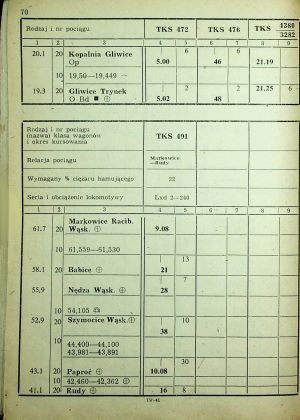 70
Rodzaj i nr pociągu TKS 472 TKS 476 TKS 4280
3282
1 2 3 4 5 6 7 8 9
20.1 20 Kopalnia Gliwice 6 6
Op 5.00 46 21.19
10 19,50—19,449
19.3 20 Gliwice Trynek 2 2 21.25 6
O Bd ■ ⊕ 5.02 48
Rodzaj i nr pociągu
(nazwa) klasa wagonów
i okres kursowania TKS 491
Relacja pociągu Markowice
—Rudy
Wymagany % ciężaru hamującego 22
Seria i obciążenie lokomotywy Lxd 2—240
1 2 3 4 5 6 7 8 9
Markowice Racib.
61.7 20 Wąsk. ⊕ 9.08
10 61,559—61,530
13
58.1 20 Babice ⊕ 21
7
55,9 Nędza Wąsk. ⊕ 28
10 54,105
52.9 20 Szymocice Wąsk. ⊕ 10
38
10 44,400—44,100
43,981—43,891
30
43.1 20 Paproć ⊕ 10.08
10 42,460—42,362 ⊕
41.1 20 Rudy ⊕ 16 8
IV-41